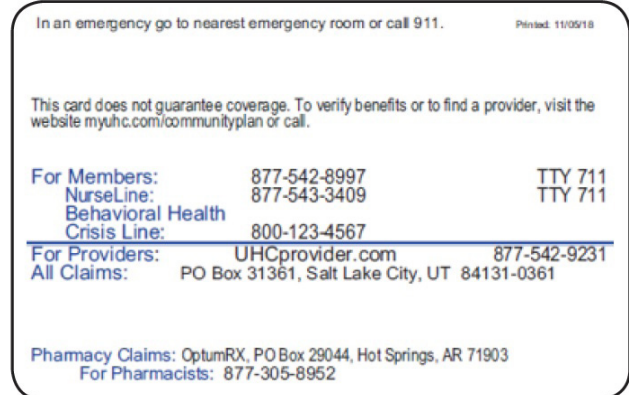 In an emergency go to nearest emergency room or call 911. Printed: 11/05/18
This card does not guarantee coverage. To verify benefits or to find a provider, visit the
website myuhc.com/communityplan or call.
For Members: 877-542-8997 TTY 711
NurseLine: 877-543-3409 TTY 711
Behavioral Health
Crisis Line: 800-123-4567
For Providers: UHCprovider.com 877-542-9231
All Claims: PO Box 31361, Salt Lake City, UT 84131-0361
Pharmacy Claims: OptumRX, PO Box 29044, Hot Springs, AR 71903
For Pharmacists: 877-305-8952